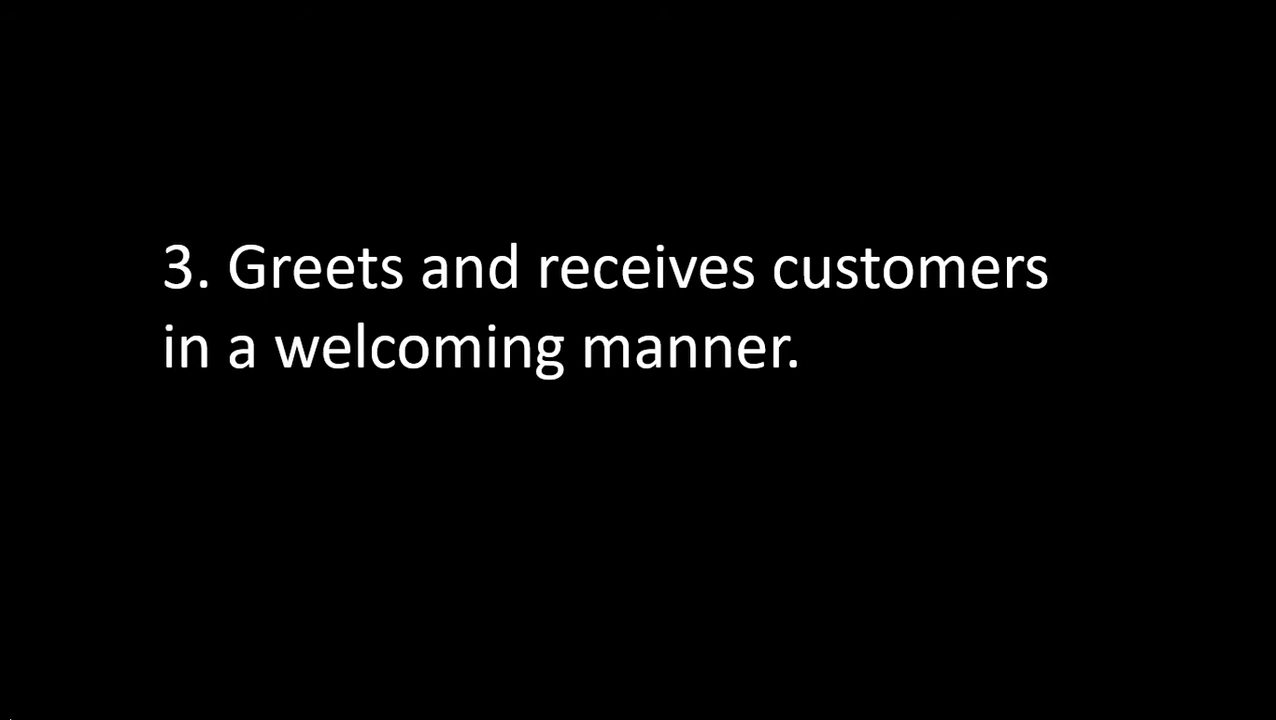 3. Greets and receives customers
in a welcoming manner.